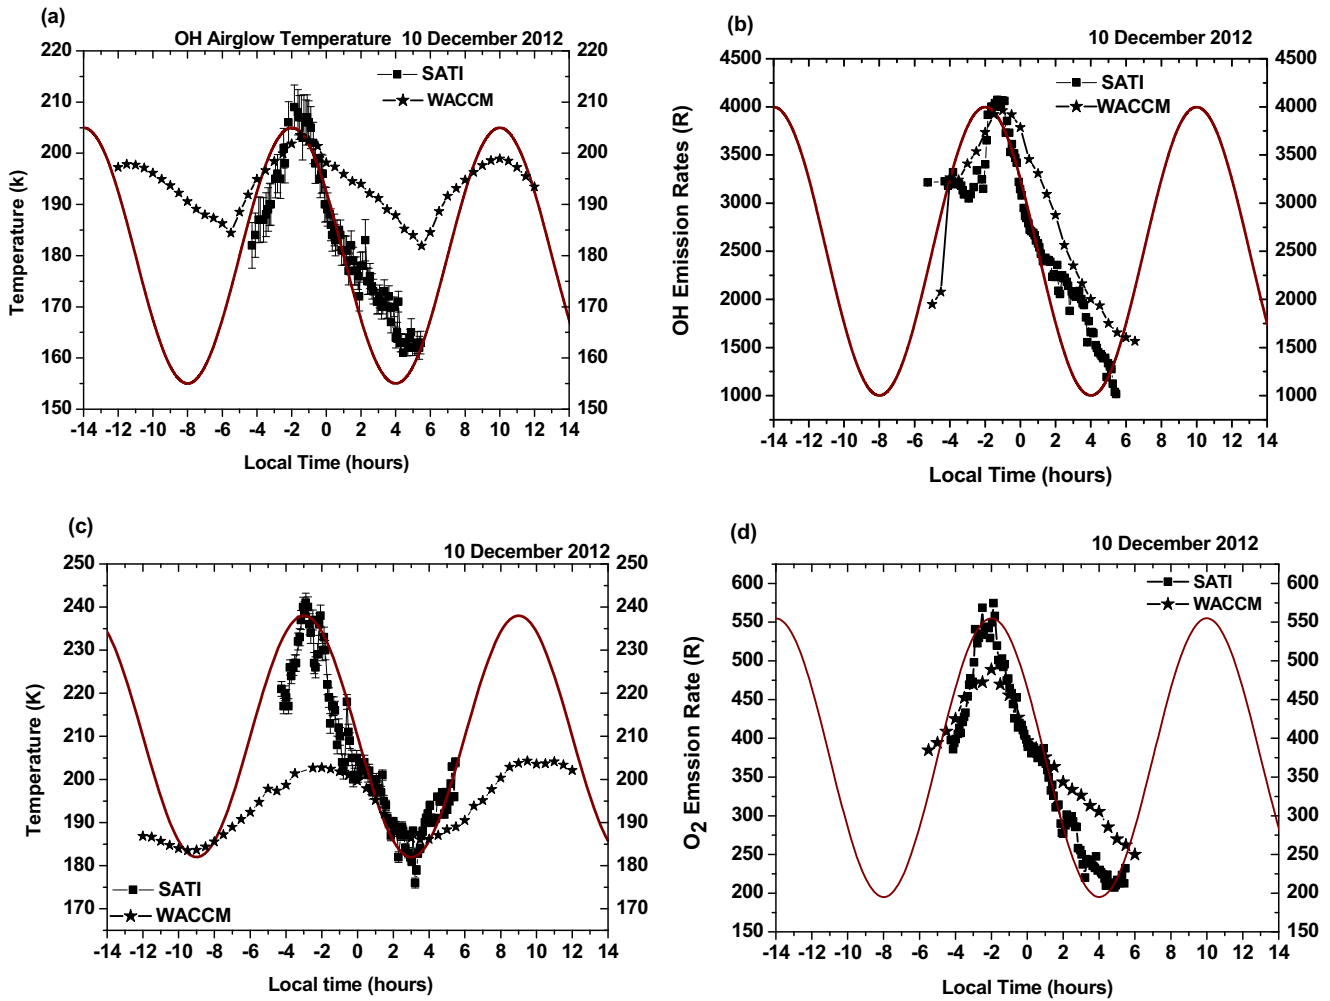 (a)
OH Airglow Temperature 10 December 2012
220 220
210 210
200 200
190 190
180 180
170 170
160 160
150 150
Temperature (k)
SATI
WACCM
-14 -12 -10 -8 -6 -4 -2 0 2 4 6 8 10 12 14
Local Time (hours)
(b)
10 December 2012
4500 4500
4000 4000
3500 3500
3000 3000
2500 2500
2000 2000
1500 1500
1000 1000
OH Emission Rates (R)
SATI
WACCM
-14 -12 -10 -8 -6 -4 -2 0 2 4 6 8 10 12 14
Local Time (hours)
(c)
10 December 2012
250 250
240 240
230 230
220 220
210 210
200 200
190 190
180 180
170 170
Temperature (K)
SATI
WACCM
-14 -12 -10 -8 -6 -4 -2 0 2 4 6 8 10 12 14
Local time (hours)
(d)
10 December 2012
600 600
550 550
500 500
450 450
400 400
350 350
300 300
250 250
200 200
150 150
O2 Emission Rate (R)
SATI
WACCM
-14 -12 -10 -8 -6 -4 -2 0 2 4 6 8 10 12 14
Local Time (hours)